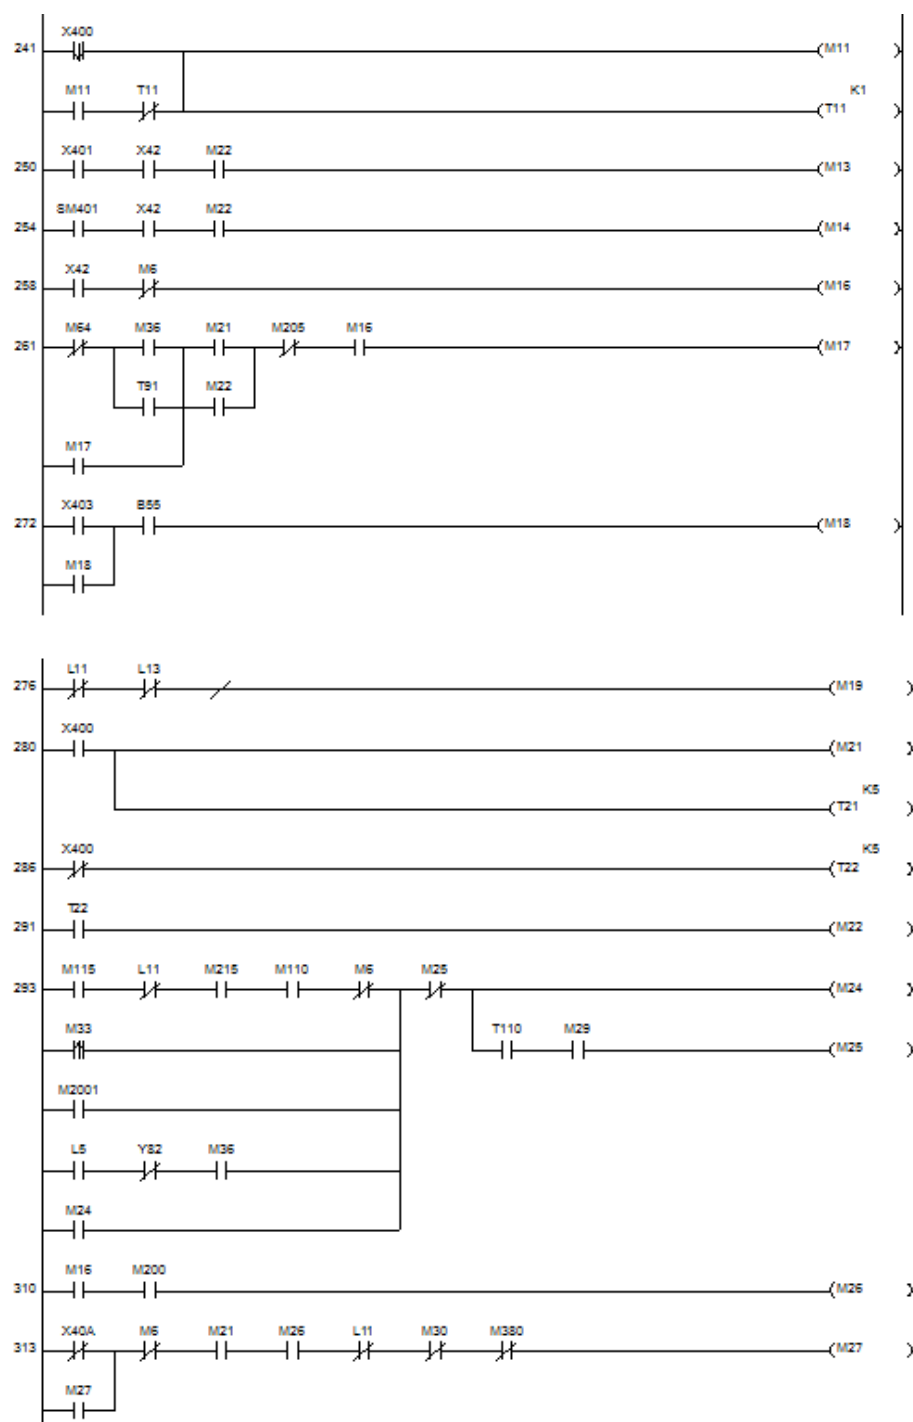 X400
241 M11
M11 T11 K1
T11
X401 X42 M22
250 M13
SM401 X42 M22
254 M14
X42 M6
258 M16
M64 M36 M21 M205 M16
261 M17
T91 M22
M17
X403 B55
272 M18
M18
L11 L13
276 M19
X400
280 M21
K5
T21
X400 K5
286 T22
T22
291 M22
M115 L11 M215 M110 M6 M25
293 M24
M33 T110 M29
M25
M2001
L5 Y82 M36
M24
M16 M200
310 M26
X40A M6 M21 M26 L11 M30 M380
313 M27
M27